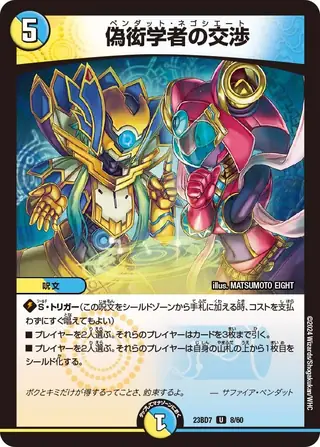 5
ペンダット・ネゴシエート
偽衒学者の交渉
illus. MATSUMOTO EIGHT
呪文
S・トリガー(この呪文をシールドゾーンから手札に加える時、コストを支
払わずにすぐ唱えてもよい)
■プレイヤーを2人選ぶ。それらのプレイヤーはカードを3枚まで引く。
■プレイヤーを2人選ぶ。それらのプレイヤーは自身の山札の上から1枚目を
シールド化する。
ボクとキミだけが得するってことさ、約束するよ。 ―サファイア・ペンダット
©2024 Wizards/Shogakukan/WHC
1
23BD7 U 8/60